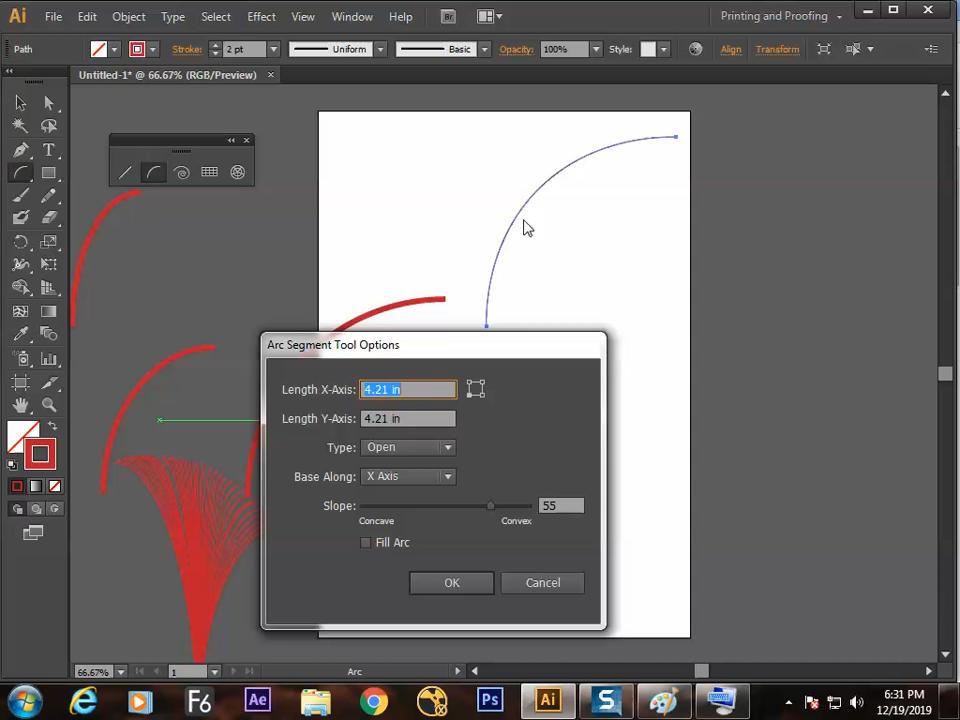 Ai File Edit Object Type Select Effect View Window Help Br Printing and Proofing
Path Stroke: 2 pt Uniform Basic Opacity: 100% Style: Align Transform
Untitled-1* @ 66.67% (RGB/Preview)
T
Arc Segment Tool Options
Length X-Axis: 4.21 in
Length Y-Axis: 4.21 in
Type: Open
Base Along: X Axis
Slope: 55
Concave Convex
Fill Arc
OK Cancel
66.67% 1 Arc
F6 Ae Ps Ai S
6:31 PM
12/19/2019